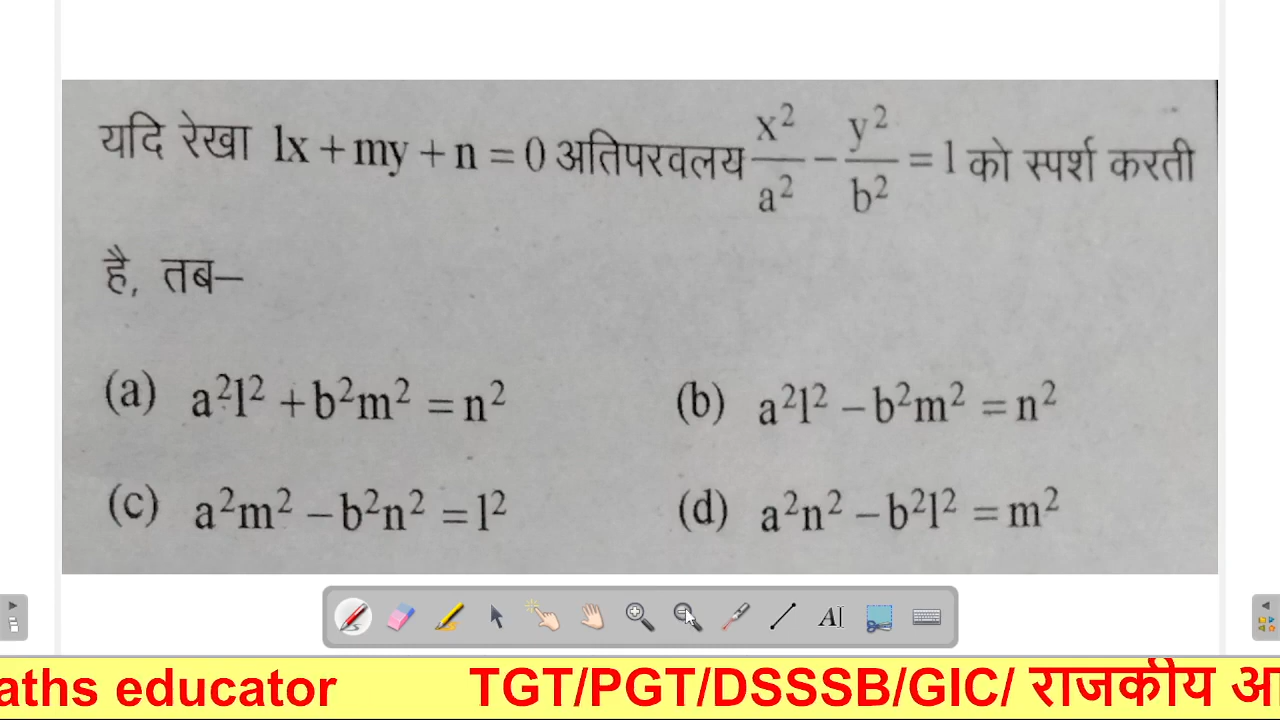 यदि रेखा lx + my + n = 0 अतिपरवलय x²/a² − y²/b² = 1 को स्पर्श करती
है, तब–
(a) a²l² + b²m² = n² (b) a²l² − b²m² = n²
(c) a²m² − b²n² = l² (d) a²n² − b²l² = m²
AI
aths educator TGT/PGT/DSSSB/GIC/ राजकीय